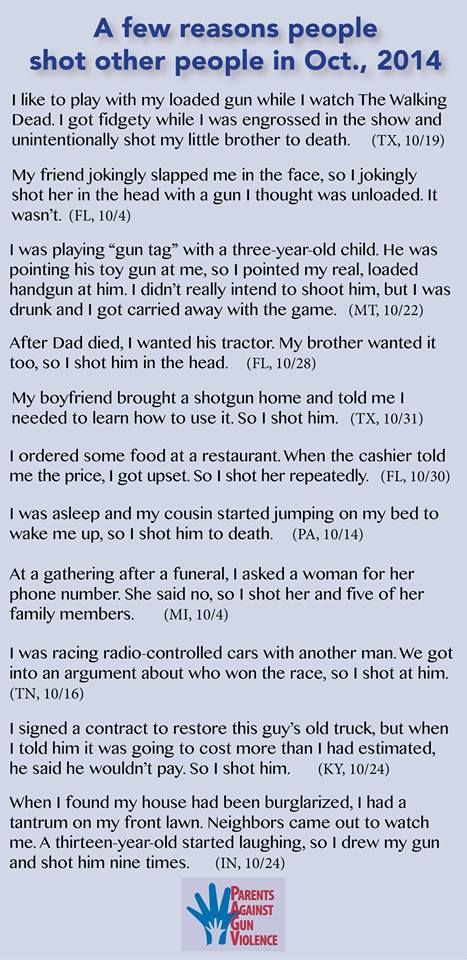 A few reasons people
shot other people in Oct., 2014
I like to play with my loaded gun while I watch The Walking
Dead. I got fidgety while I was engrossed in the show and
unintentionally shot my little brother to death. (TX, 10/19)
My friend jokingly slapped me in the face, so I jokingly
shot her in the head with a gun I thought was unloaded. It
wasn't. (FL, 10/4)
I was playing “gun tag” with a three-year-old child. He was
pointing his toy gun at me, so I pointed my real, loaded
handgun at him. I didn't really intend to shoot him, but I was
drunk and I got carried away with the game. (MT, 10/22)
After Dad died, I wanted his tractor. My brother wanted it
too, so I shot him in the head. (FL, 10/28)
My boyfriend brought a shotgun home and told me I
needed to learn how to use it. So I shot him. (TX, 10/31)
I ordered some food at a restaurant. When the cashier told
me the price, I got upset. So I shot her repeatedly. (FL, 10/30)
I was asleep and my cousin started jumping on my bed to
wake me up, so I shot him to death. (PA, 10/14)
At a gathering after a funeral, I asked a woman for her
phone number. She said no, so I shot her and five of her
family members. (MI, 10/4)
I was racing radio-controlled cars with another man. We got
into an argument about who won the race, so I shot at him.
(TN, 10/16)
I signed a contract to restore this guy's old truck, but when
I told him it was going to cost more than I had estimated,
he said he wouldn't pay. So I shot him. (KY, 10/24)
When I found my house had been burglarized, I had a
tantrum on my front lawn. Neighbors came out to watch
me. A thirteen-year-old started laughing, so I drew my gun
and shot him nine times. (IN, 10/24)
PARENTS
AGAINST
GUN
VIOLENCE